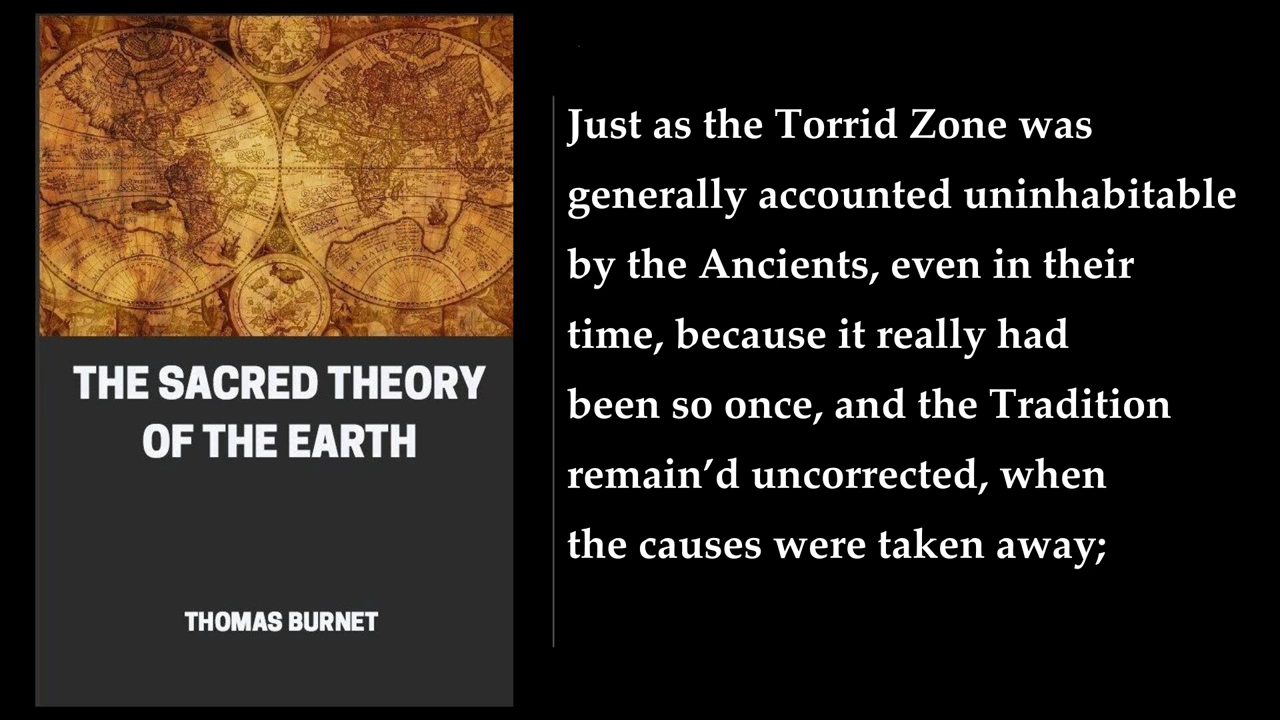 THE SACRED THEORY
OF THE EARTH
THOMAS BURNET
Just as the Torrid Zone was
generally accounted uninhabitable
by the Ancients, even in their
time, because it really had
been so once, and the Tradition
remain’d uncorrected, when
the causes were taken away;